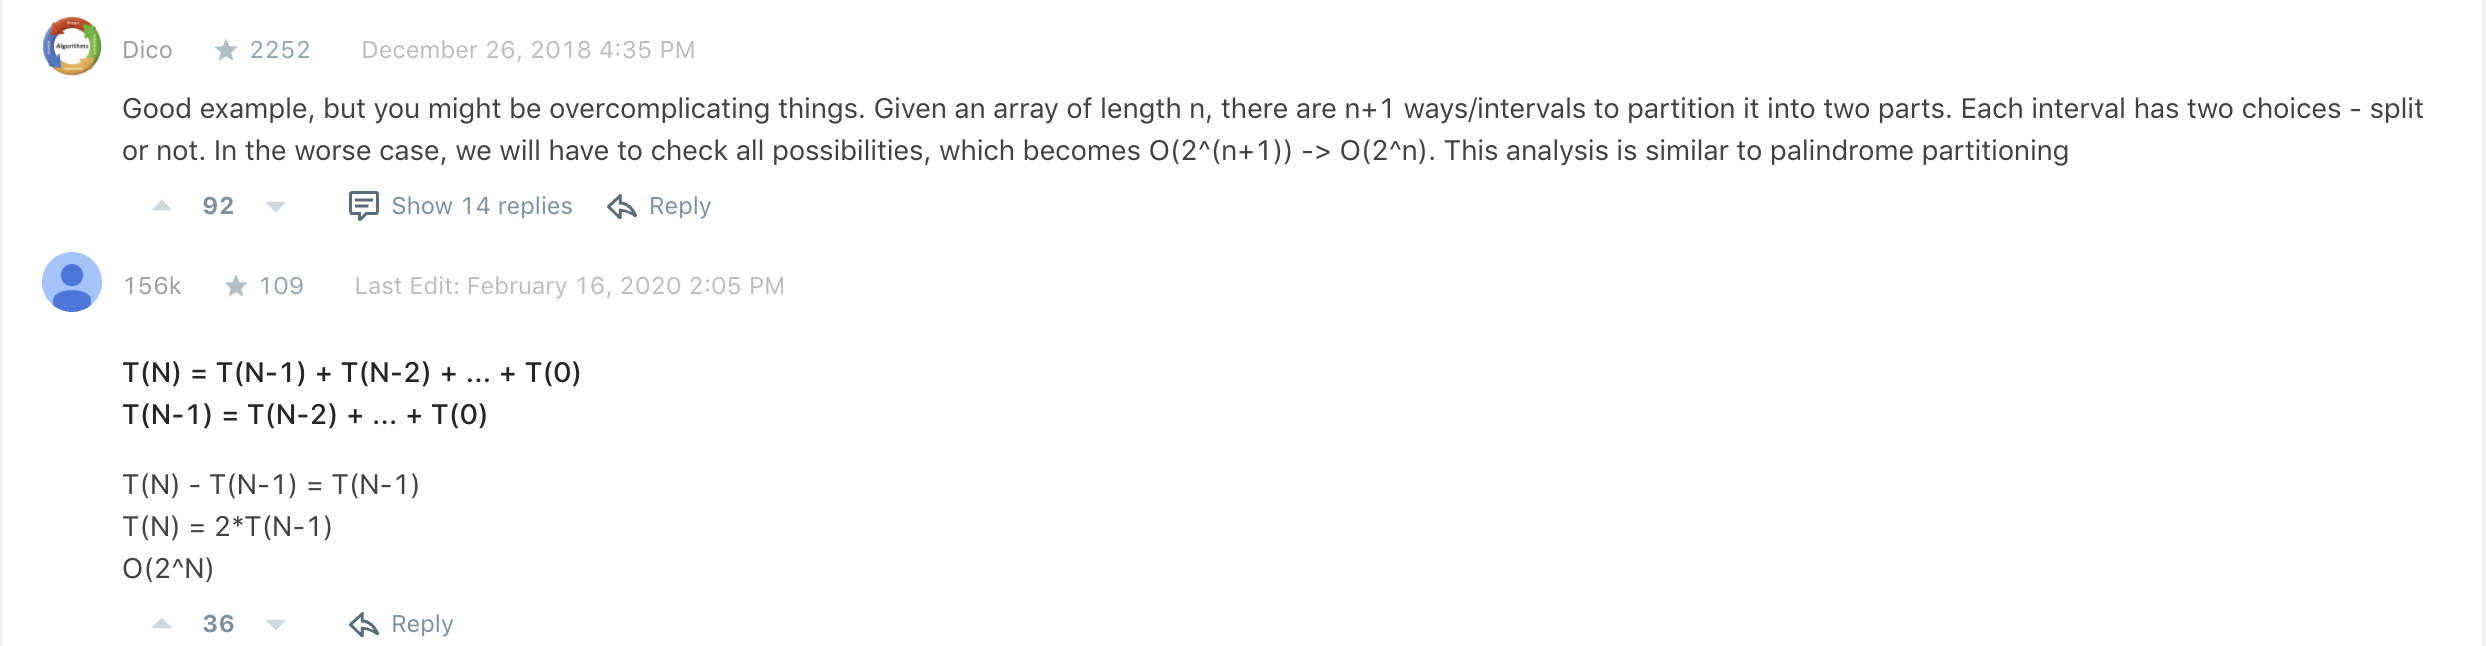 Algorithms
Dico ★ 2252 December 26, 2018 4:35 PM
Good example, but you might be overcomplicating things. Given an array of length n, there are n+1 ways/intervals to partition it into two parts. Each interval has two choices - split
or not. In the worse case, we will have to check all possibilities, which becomes O(2^(n+1)) -> O(2^n). This analysis is similar to palindrome partitioning
92 Show 14 replies Reply
156k ★ 109 Last Edit: February 16, 2020 2:05 PM
T(N) = T(N-1) + T(N-2) + ... + T(0)
T(N-1) = T(N-2) + ... + T(0)
T(N) - T(N-1) = T(N-1)
T(N) = 2*T(N-1)
O(2^N)
36 Reply